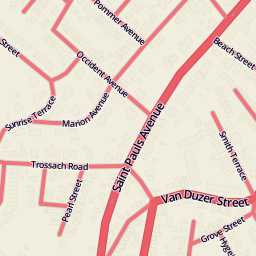 Pommer Avenue
Street
Occident Avenue
Beach Street
Sunrise Terrace
Marion Avenue
Saint Pauls Avenue
Smith Terrace
Trossach Road
Pearl Street
Van Duzer Street
Grove Street